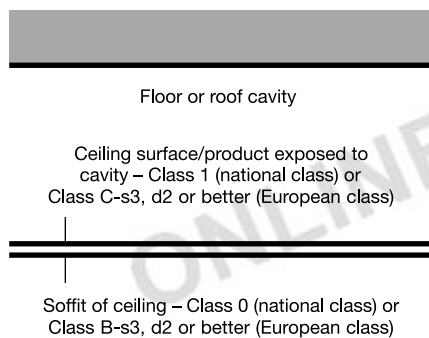 Floor or roof cavity
Ceiling surface/product exposed to
cavity – Class 1 (national class) or
Class C-s3, d2 or better (European class)
ONLINE
Soffit of ceiling – Class 0 (national class) or
Class B-s3, d2 or better (European class)